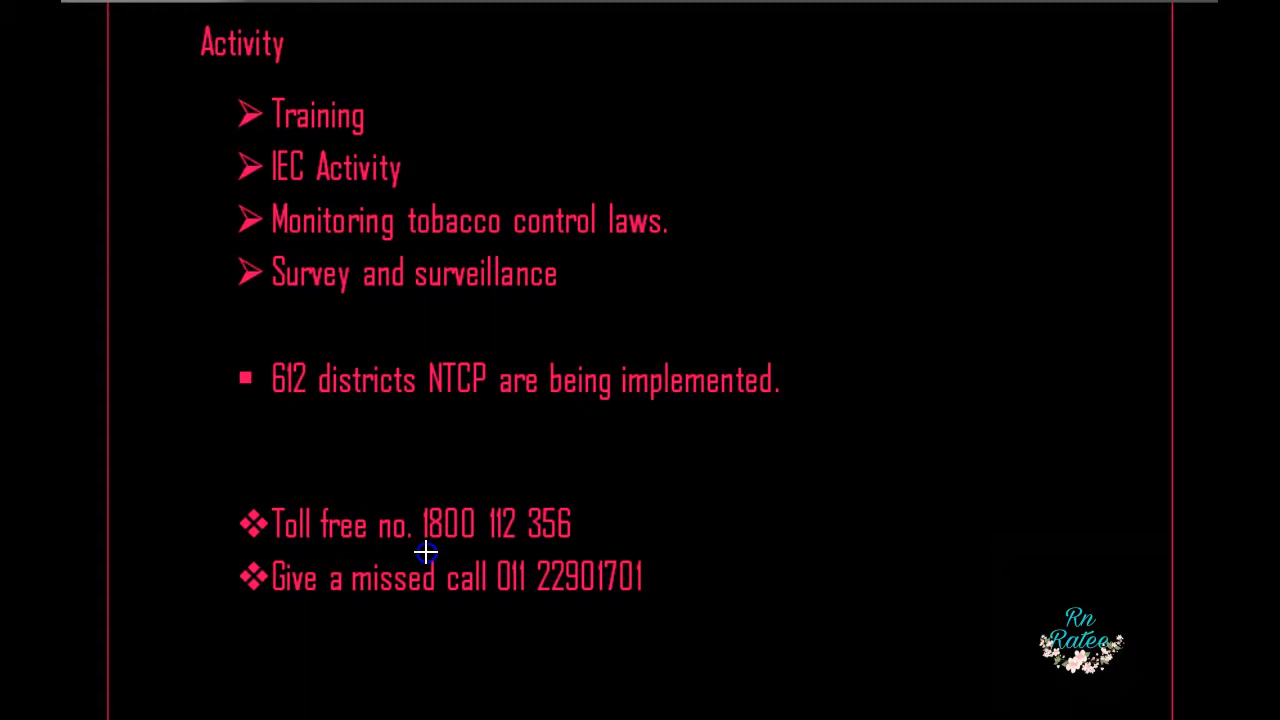 Activity
Training
IEC Activity
Monitoring tobacco control laws.
Survey and surveillance
612 districts NTCP are being implemented.
Toll free no. 1800 112 356
Give a missed call 011 22901701
Rn
Ratee